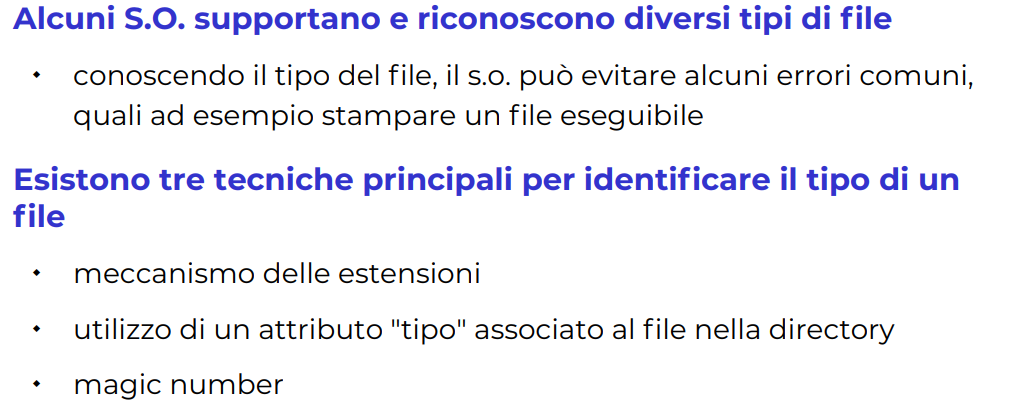 Alcuni S.O. supportano e riconoscono diversi tipi di file
• conoscendo il tipo del file, il s.o. può evitare alcuni errori comuni,
quali ad esempio stampare un file eseguibile
Esistono tre tecniche principali per identificare il tipo di un
file
• meccanismo delle estensioni
• utilizzo di un attributo "tipo" associato al file nella directory
• magic number